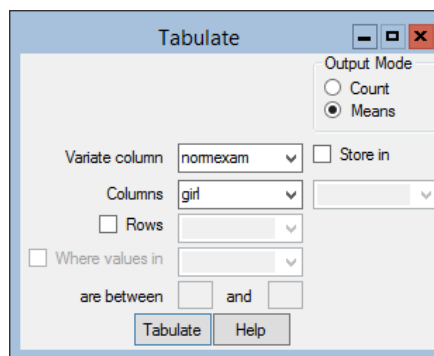 Tabulate
Output Mode
Count
Means
Variate column normexam Store in
Columns girl
Rows
Where values in
are between and
Tabulate Help